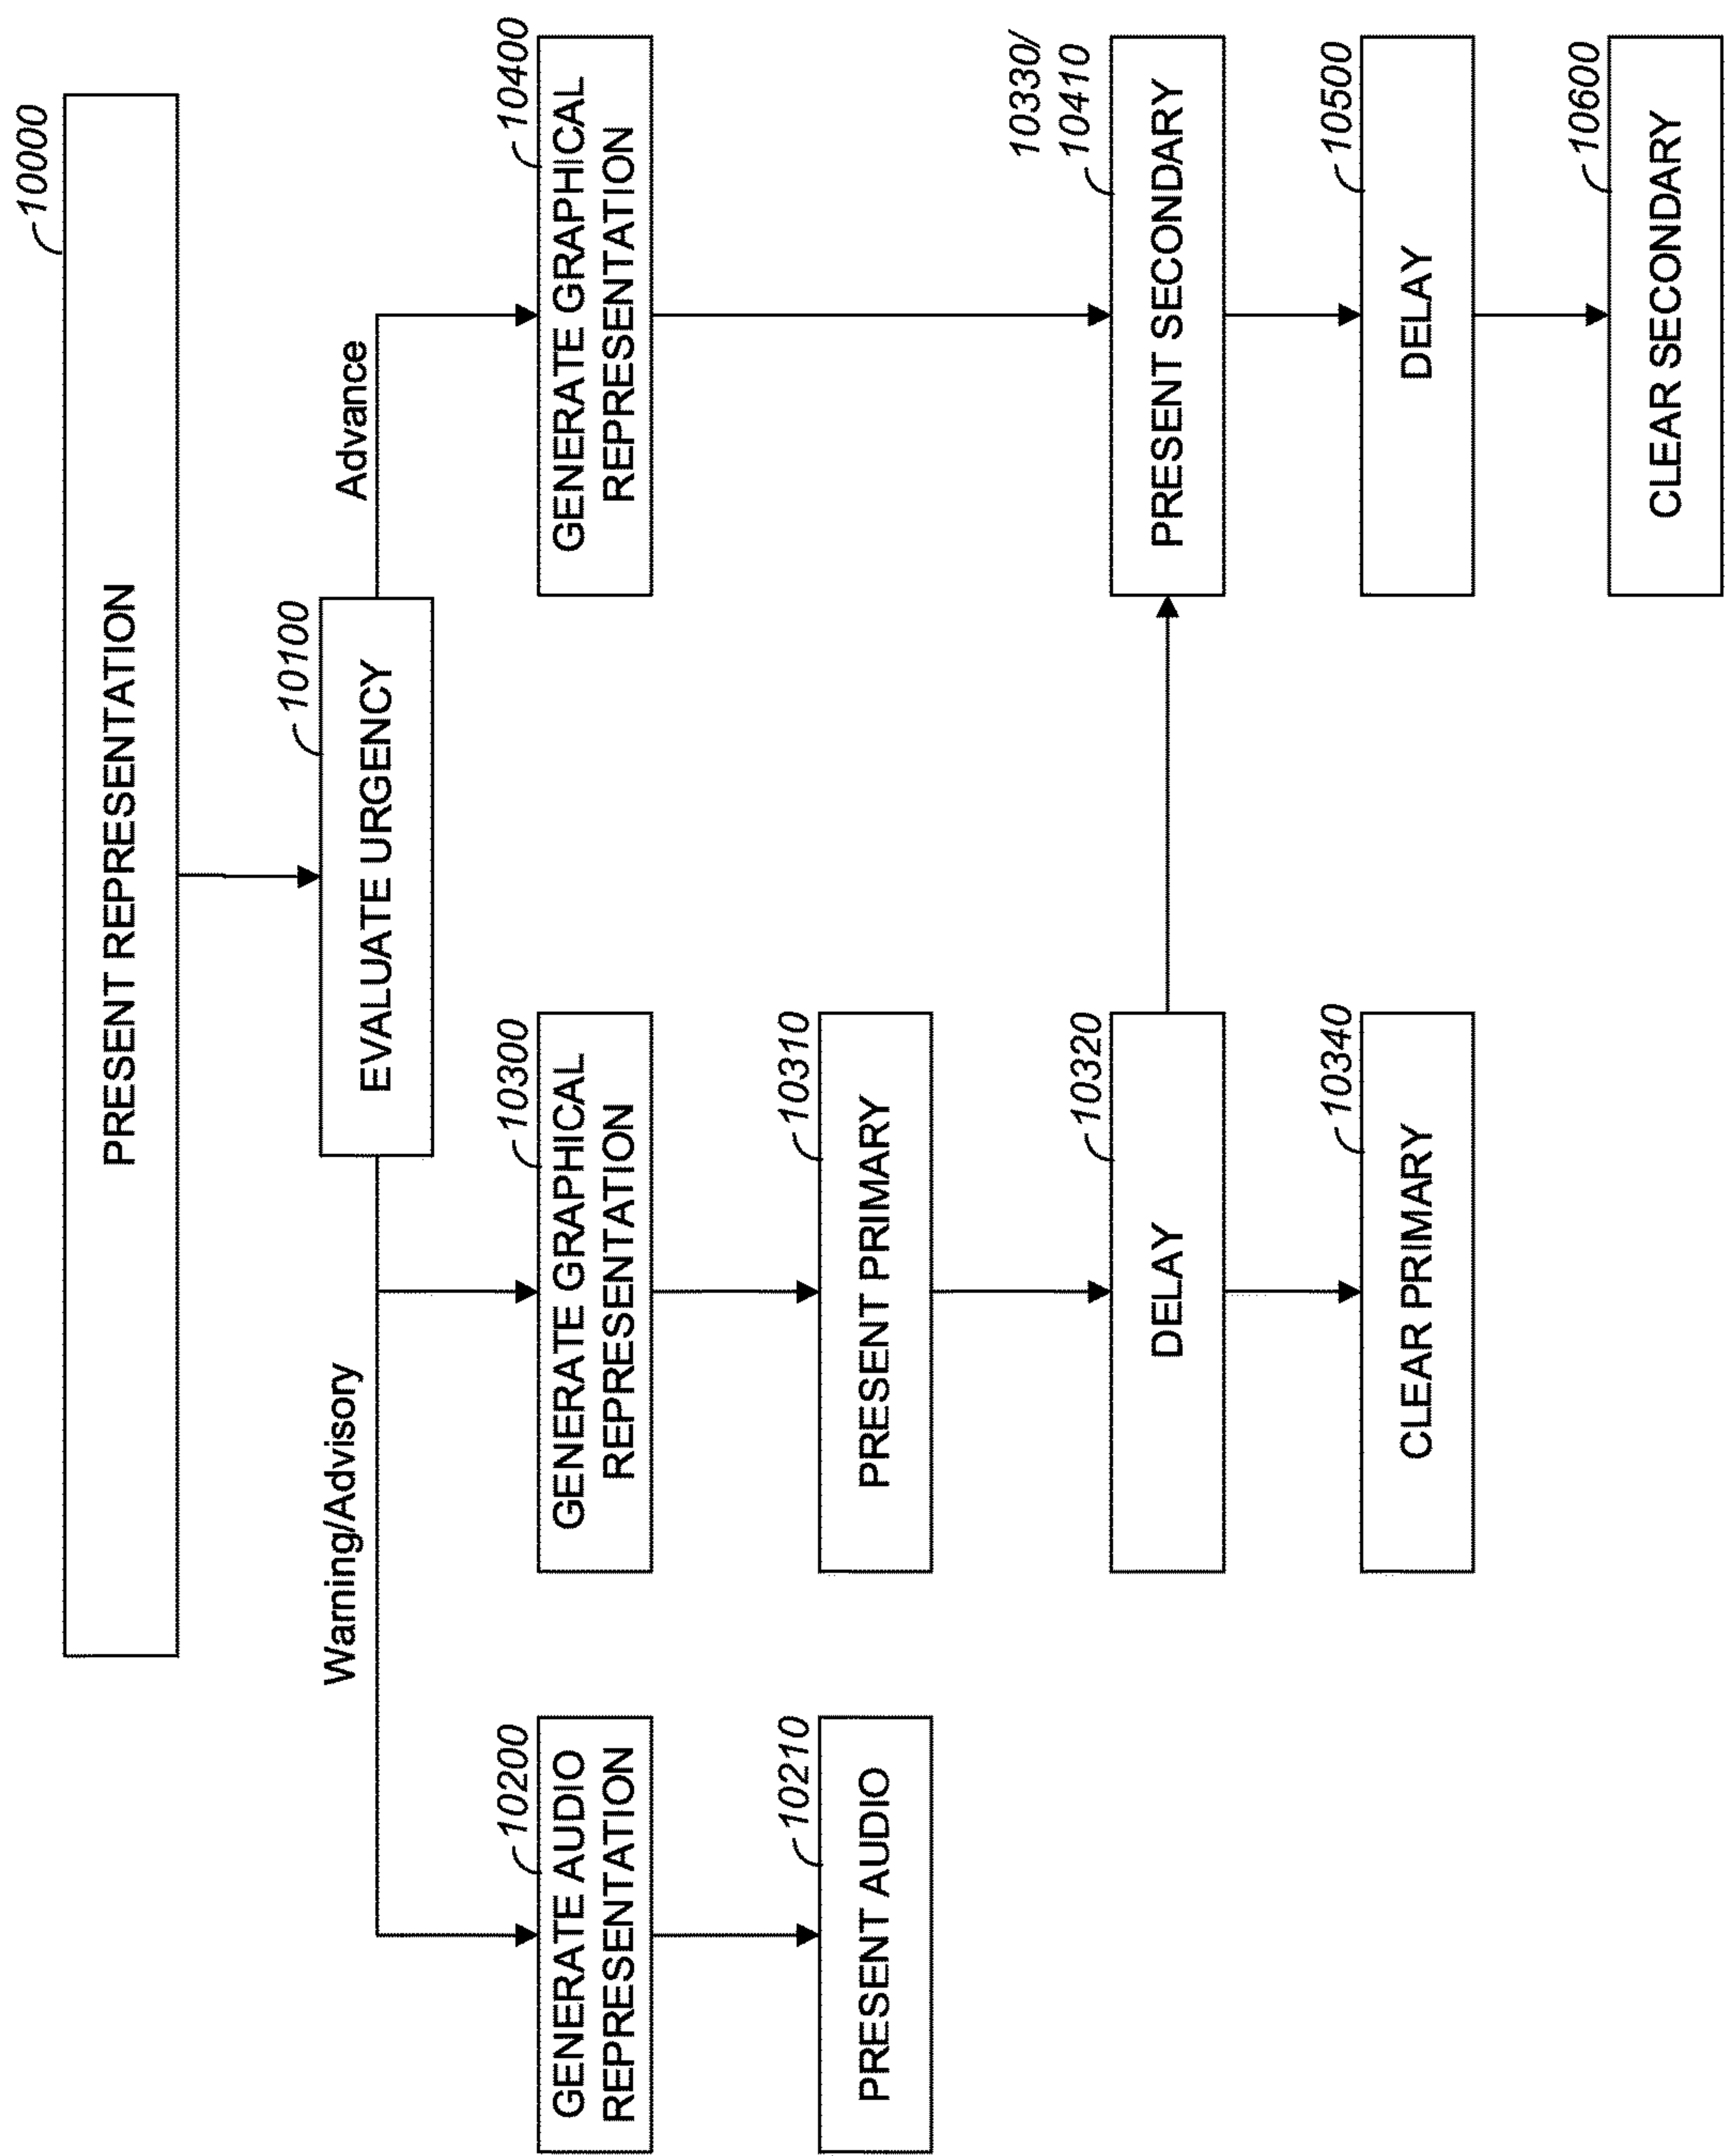 10000
PRESENT REPRESENTATION
10100
EVALUATE URGENCY
Warning/Advisory
Advance
10200
GENERATE AUDIO
REPRESENTATION
10300
GENERATE GRAPHICAL
REPRESENTATION
10400
GENERATE GRAPHICAL
REPRESENTATION
10210
PRESENT AUDIO
10310
PRESENT PRIMARY
10320
DELAY
10330/
10410
PRESENT SECONDARY
10340
CLEAR PRIMARY
10500
DELAY
10600
CLEAR SECONDARY